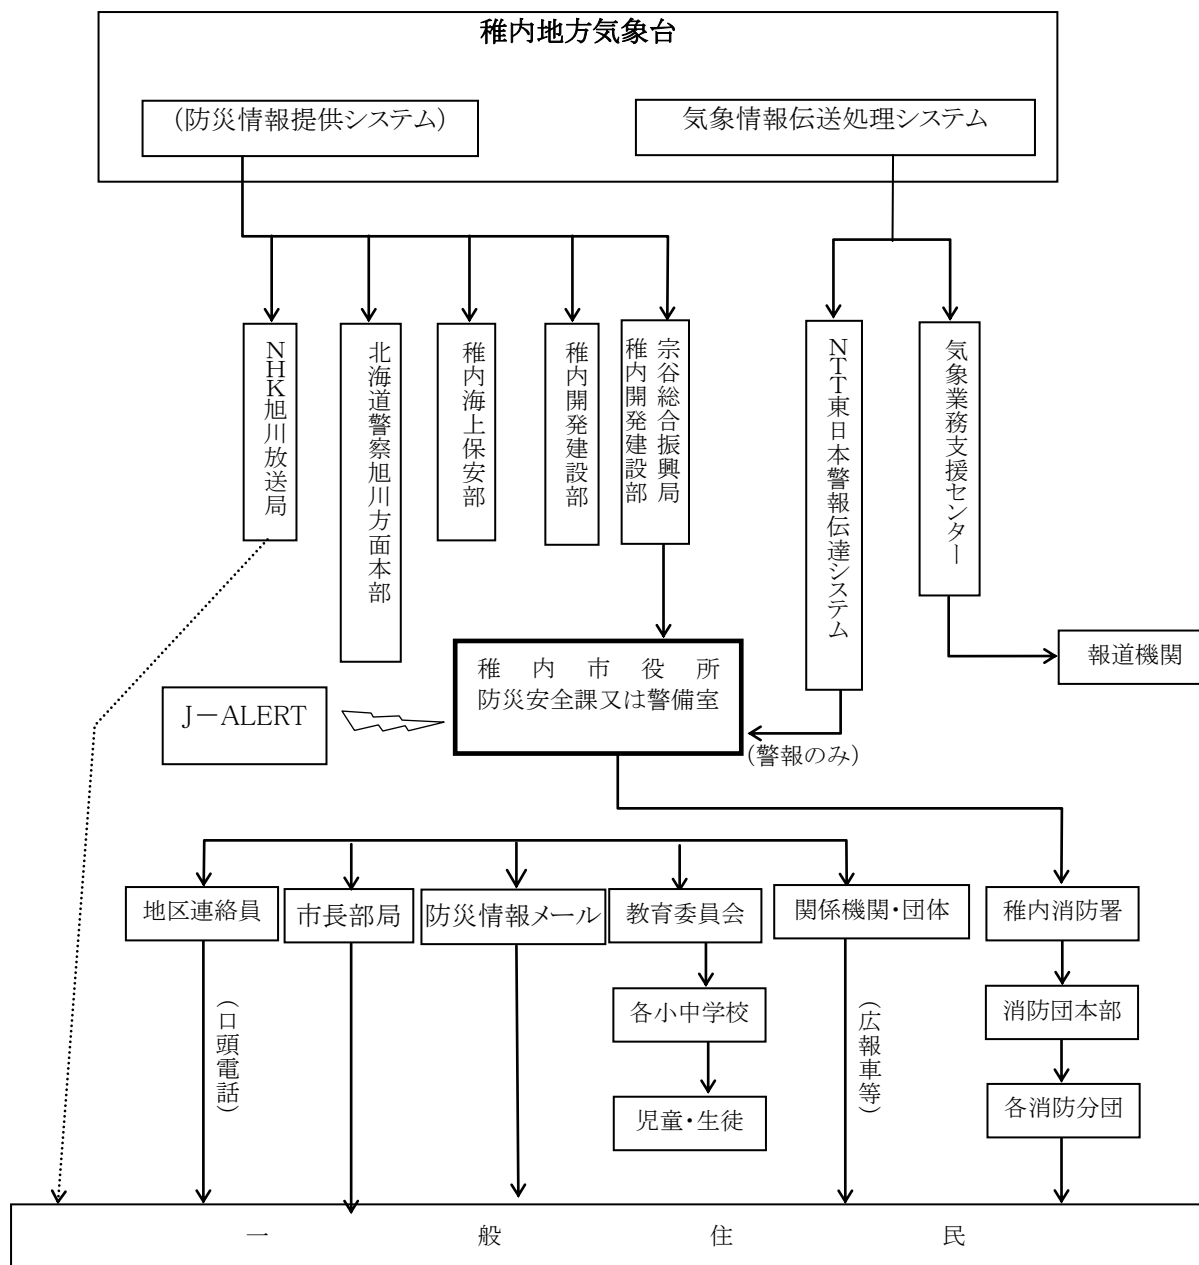 稚内地方気象台
(防災情報提供システム)
気象情報伝送処理システム
NHK旭川放送局
北海道警察旭川方面本部
稚内海上保安部
稚内開発建設部
宗谷総合振興局
稚内開発建設部
NTT東日本警報伝達システム
気象業務支援センター
報道機関
稚内市役所
防災安全課又は警備室
J-ALERT
(警報のみ)
地区連絡員
市長部局
防災情報メール
教育委員会
関係機関・団体
稚内消防署
各小中学校
消防団本部
(口頭電話)
(広報車等)
児童・生徒
各消防分団
一般住民